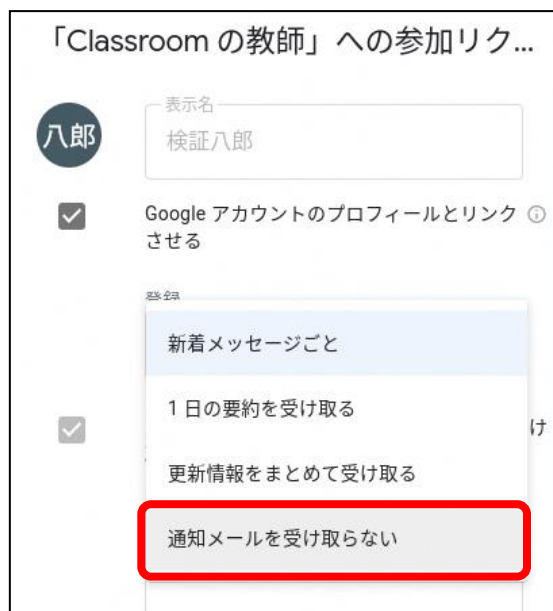 「Classroom の教師」への参加リク...
八郎
表示名
検証八郎
Google アカウントのプロフィールとリンク
させる
登録
新着メッセージごと
1 日の要約を受け取る
け
更新情報をまとめて受け取る
通知メールを受け取らない